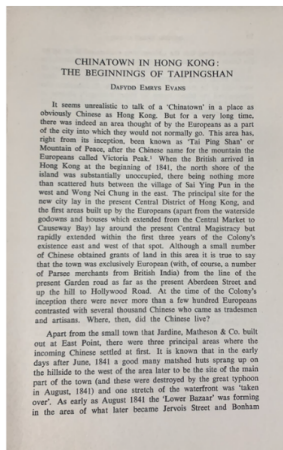 CHINATOWN IN HONG KONG:
THE BEGINNINGS OF TAIPINGSHAN
DAFYDD EMRYS EVANS
It seems unrealistic to talk of a 'Chinatown' in a place as
obviously Chinese as Hong Kong. But for a very long time,
there was indeed an area thought of by the Europeans as a part
of the city into which they would not normally go. This area has,
right from its inception, been known as 'Tai Ping Shan' or
Mountain of Peace, after the Chinese name for the mountain the
Europeans called Victoria Peak.¹ When the British arrived in
Hong Kong at the beginning of 1841, the north shore of the
island was substantially unoccupied, there being nothing more
than scattered huts between the village of Sai Ying Pun in the
west and Wong Nei Chung in the east. The principal site for the
new city lay in the present Central District of Hong Kong, and
the first areas built up by the Europeans (apart from the waterside
godowns and houses which extended from the Central Market to
Causeway Bay) lay around the present Central Magistracy but
rapidly extended within the first three years of the Colony's
existence east and west of that spot. Although a small number
of Chinese obtained grants of land in this area it is true to say
that the town was exclusively European (with, of course, a number
of Parsee merchants from British India) from the line of the
present Garden road as far as the present Aberdeen Street and
up the hill to Hollywood Road. At the time of the Colony's
inception there were never more than a few hundred Europeans
contrasted with several thousand Chinese who came as tradesmen
and artisans. Where, then, did the Chinese live?
Apart from the small town that Jardine, Matheson & Co. built
out at East Point, there were three principal areas where the
incoming Chinese settled at first. It is known that in the early
days after June, 1841 a good many matshed huts sprang up on
the hillside to the west of the area later to be the site of the main
part of the town (and these were destroyed by the great typhoon
in August, 1841) and one stretch of the waterfront was 'taken
over'. As early as August 1841 the 'Lower Bazaar' was forming
in the area of what later became Jervois Street and Bonham